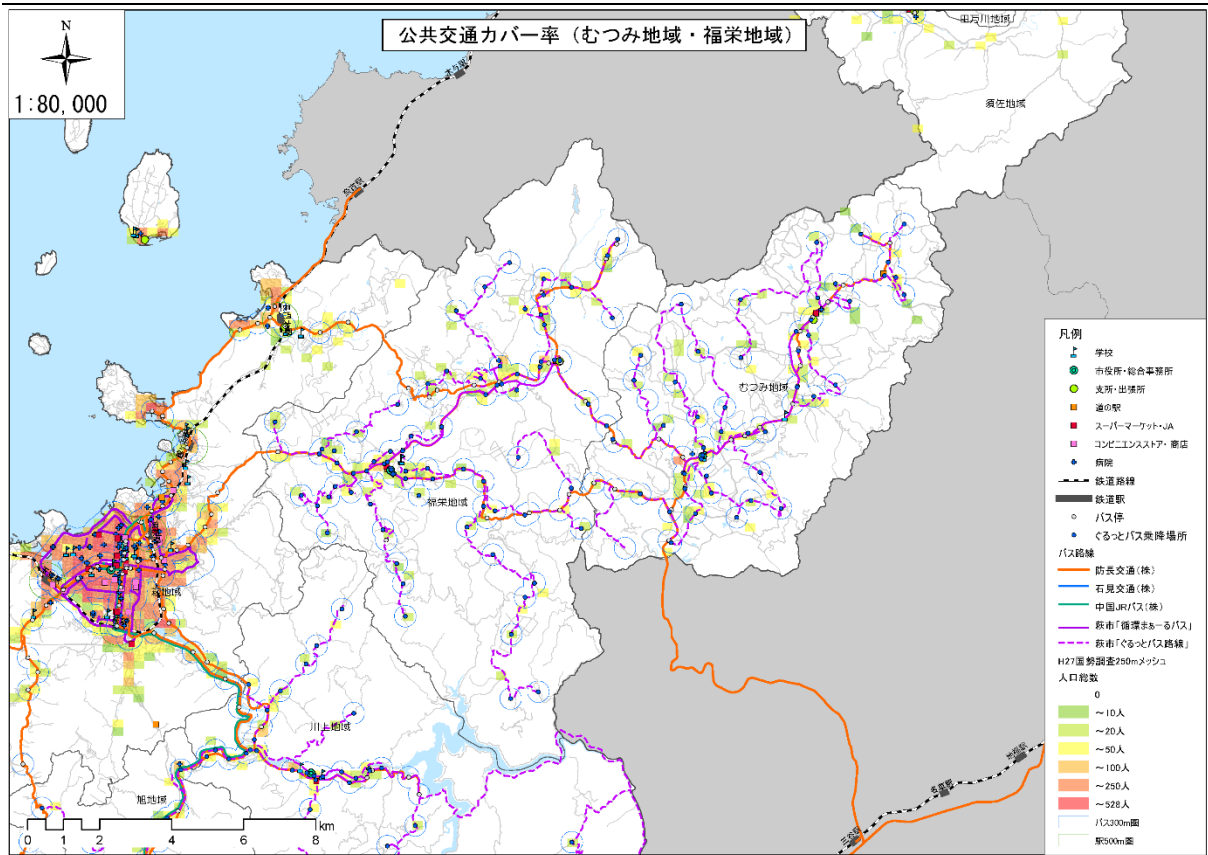 公共交通カバー率（むつみ地域・福栄地域）
N
1:80,000
田万川地域
須佐地域
むつみ地域
福栄地域
川上地域
旭地域
凡例
学校
市役所・総合事務所
支所・出張所
道の駅
スーパーマーケット・JA
コンビニエンスストア・商店
病院
鉄道路線
鉄道駅
バス停
ぐるっとバス乗降場所
バス路線
防長交通(株)
石見交通(株)
中国JRバス(株)
萩市「循環まぁーるバス」
萩市「ぐるっとバス路線」
H27国勢調査250mメッシュ
人口総数
0
～10人
～20人
～50人
～100人
～250人
～528人
バス300m圏
駅500m圏
0 1 2 4 6 8
km